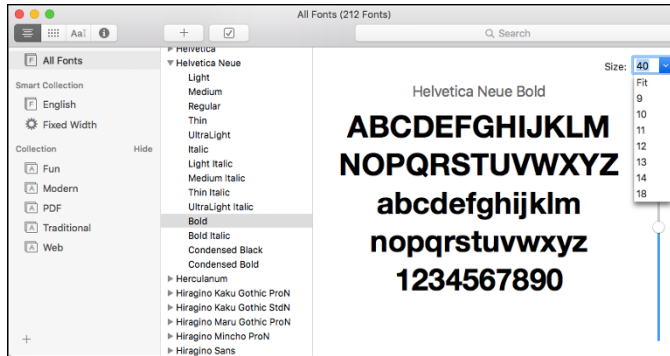 All Fonts (212 Fonts)
Search
All Fonts
Smart Collection
English
Fixed Width
Collection Hide
Fun
Modern
PDF
Traditional
Web
Helvetica
Helvetica Neue
Light
Medium
Regular
Thin
UltraLight
Italic
Light Italic
Medium Italic
Thin Italic
UltraLight Italic
Bold
Bold Italic
Condensed Black
Condensed Bold
Herculanum
Hiragino Kaku Gothic ProN
Hiragino Kaku Gothic StdN
Hiragino Maru Gothic ProN
Hiragino Mincho ProN
Hiragino Sans
Size: 40
Fit
9
10
11
12
13
14
18
Helvetica Neue Bold
ABCDEFGHIJKLM
NOPQRSTUVWXYZ
abcdefghijklm
nopqrstuvwxyz
1234567890